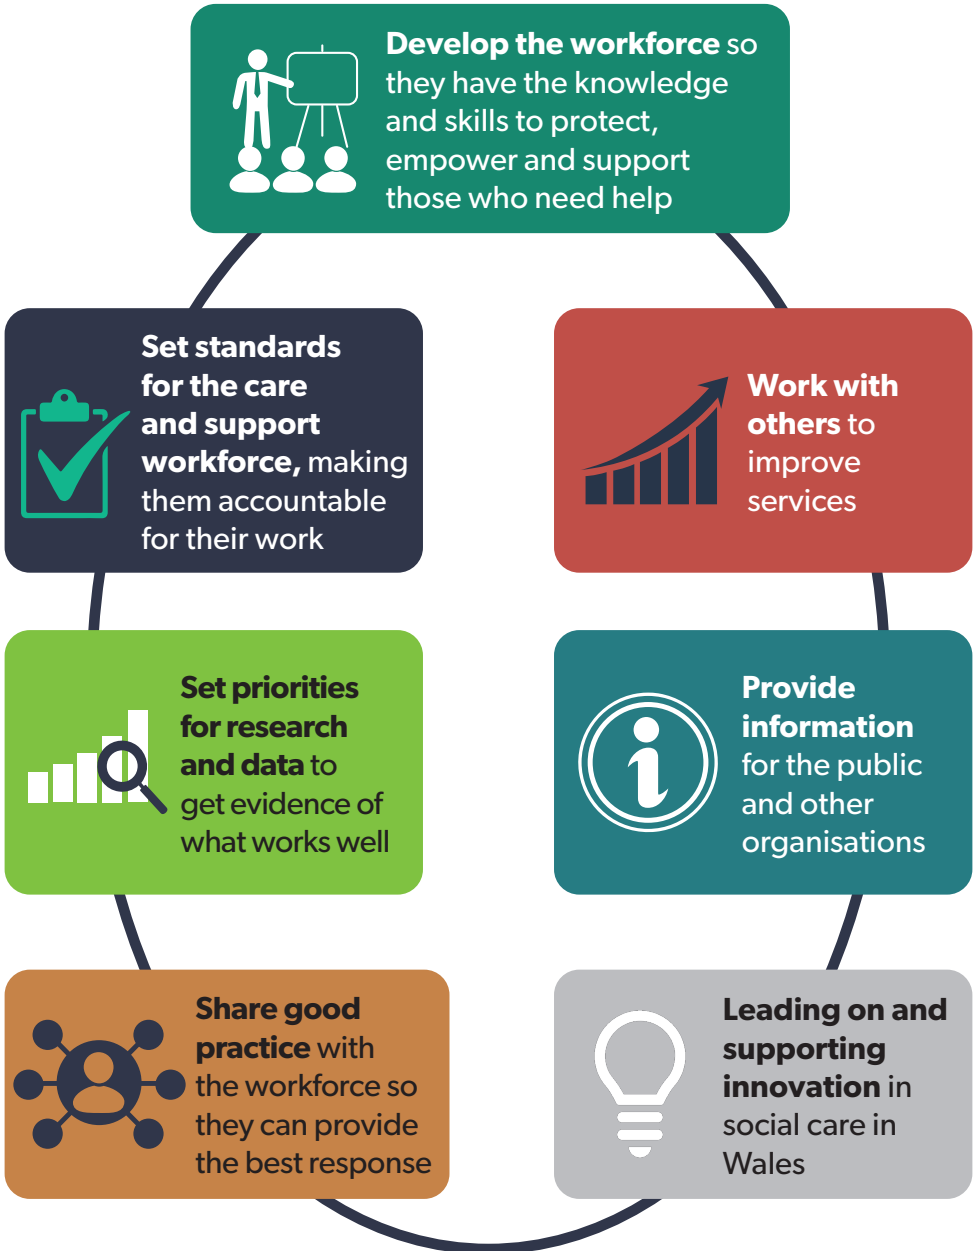 Develop the workforce so
they have the knowledge
and skills to protect,
empower and support
those who need help
Set standards
for the care
and support
workforce, making
them accountable
for their work
Work with
others to
improve
services
Set priorities
for research
and data to
get evidence of
what works well
Provide
information
for the public
and other
organisations
Share good
practice with
the workforce so
they can provide
the best response
Leading on and
supporting
innovation in
social care in
Wales